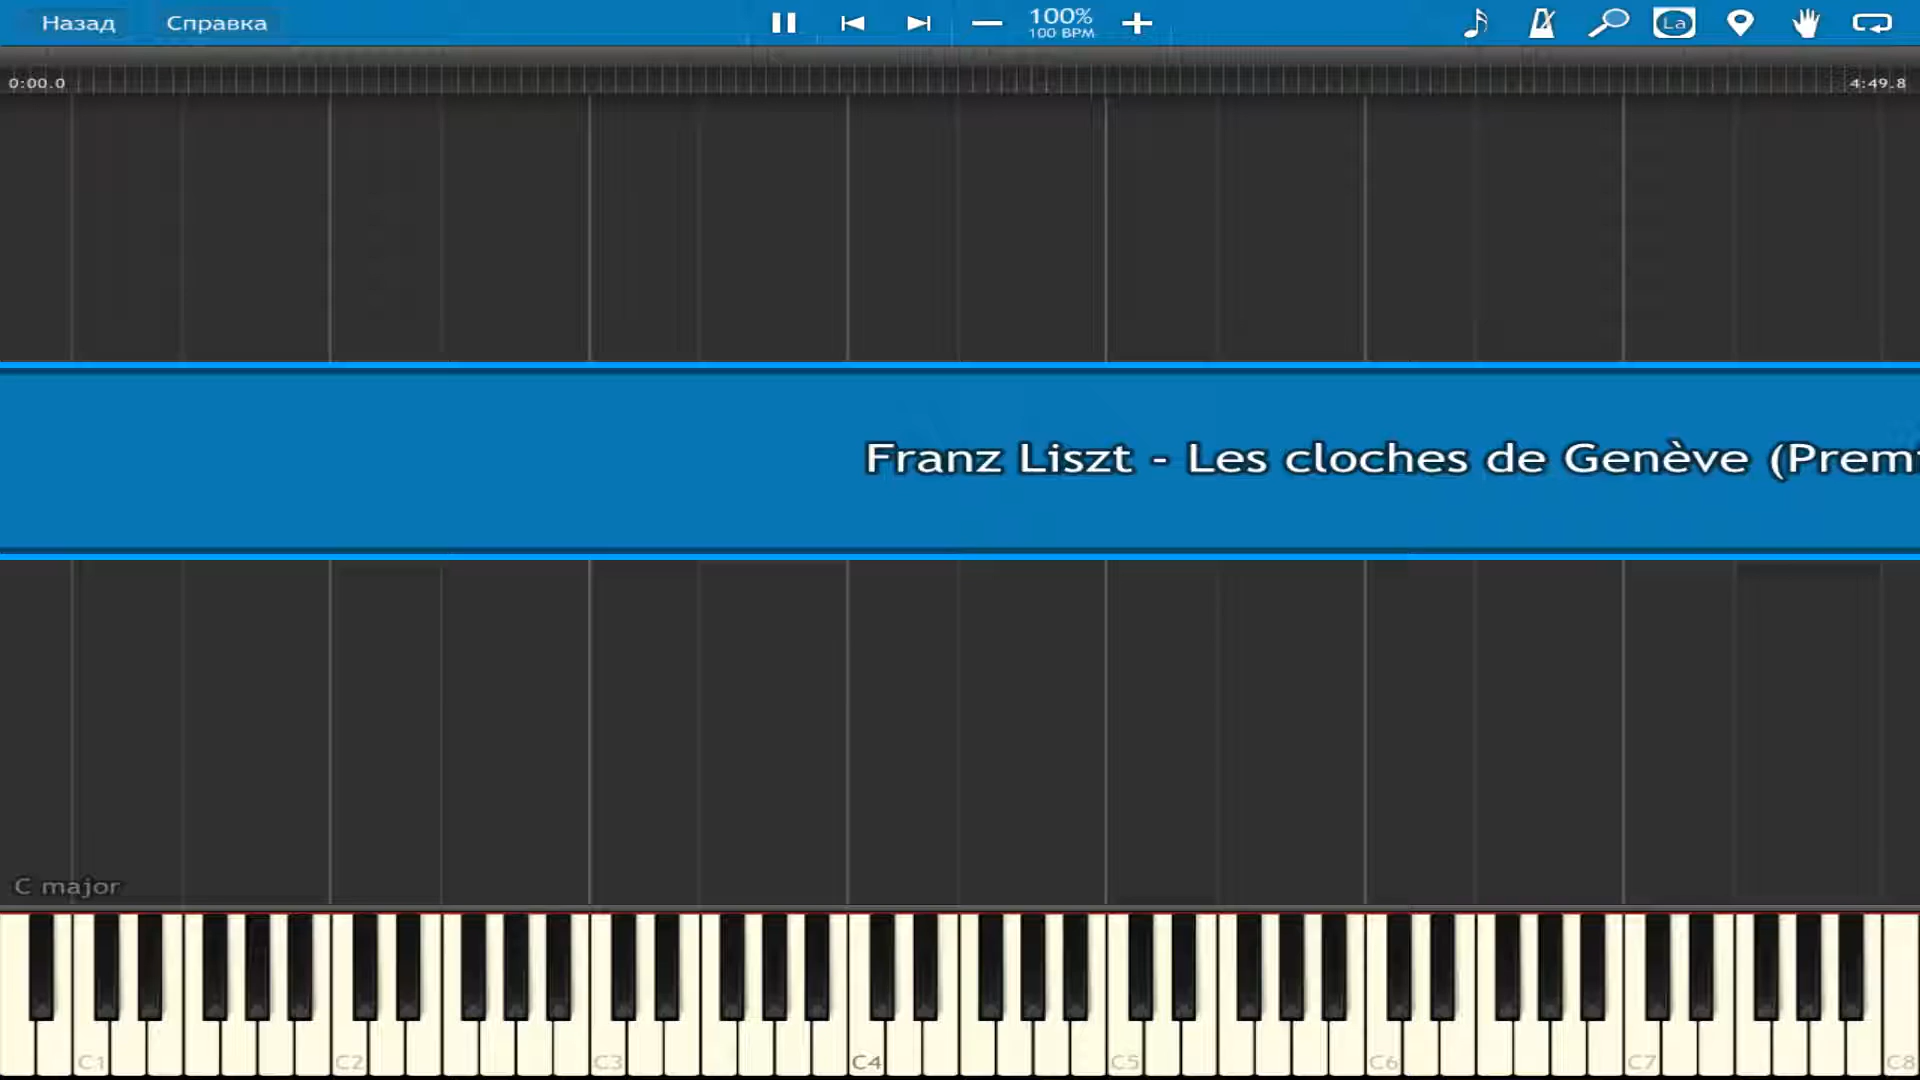 Назад Справка 100% La
100 BPM
0:00.0 4:49.8
Franz Liszt - Les cloches de Genève (Prem
C major
C1 C2 C3 C4 C5 C6 C7 C8